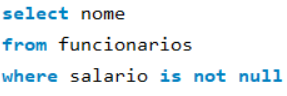 select nome
from funcionarios
where salario is not null